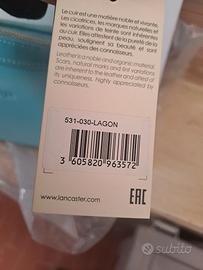 Le cuir est une matière noble et vivante.
Les cicatrices, les marques naturelles et
les variations de teinte sont inhérentes
au cuir. Elles attestent de la pureté de la
peau, soulignent sa beauté et sont
appréciées des connaisseurs.
Leather is a noble and organic material.
Scars, natural marks and tint variations
are inherent to the leather and attest of
its uniqueness. Highly appreciated by
connoisseurs.
531-030-LAGON
3 605820 963572
www.lancaster.com
EAC
subito